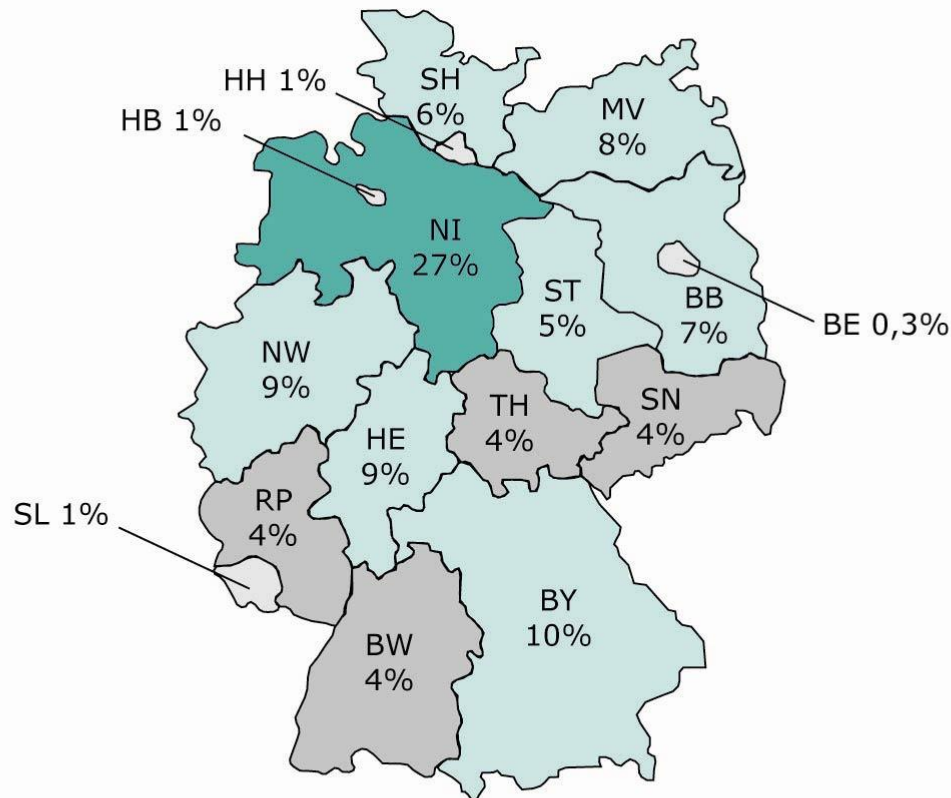 SH
6%
HH 1%
MV
8%
HB 1%
NI
27%
ST
5%
BB
7%
BE 0,3%
NW
9%
TH
4%
SN
4%
HE
9%
RP
4%
SL 1%
BY
10%
BW
4%